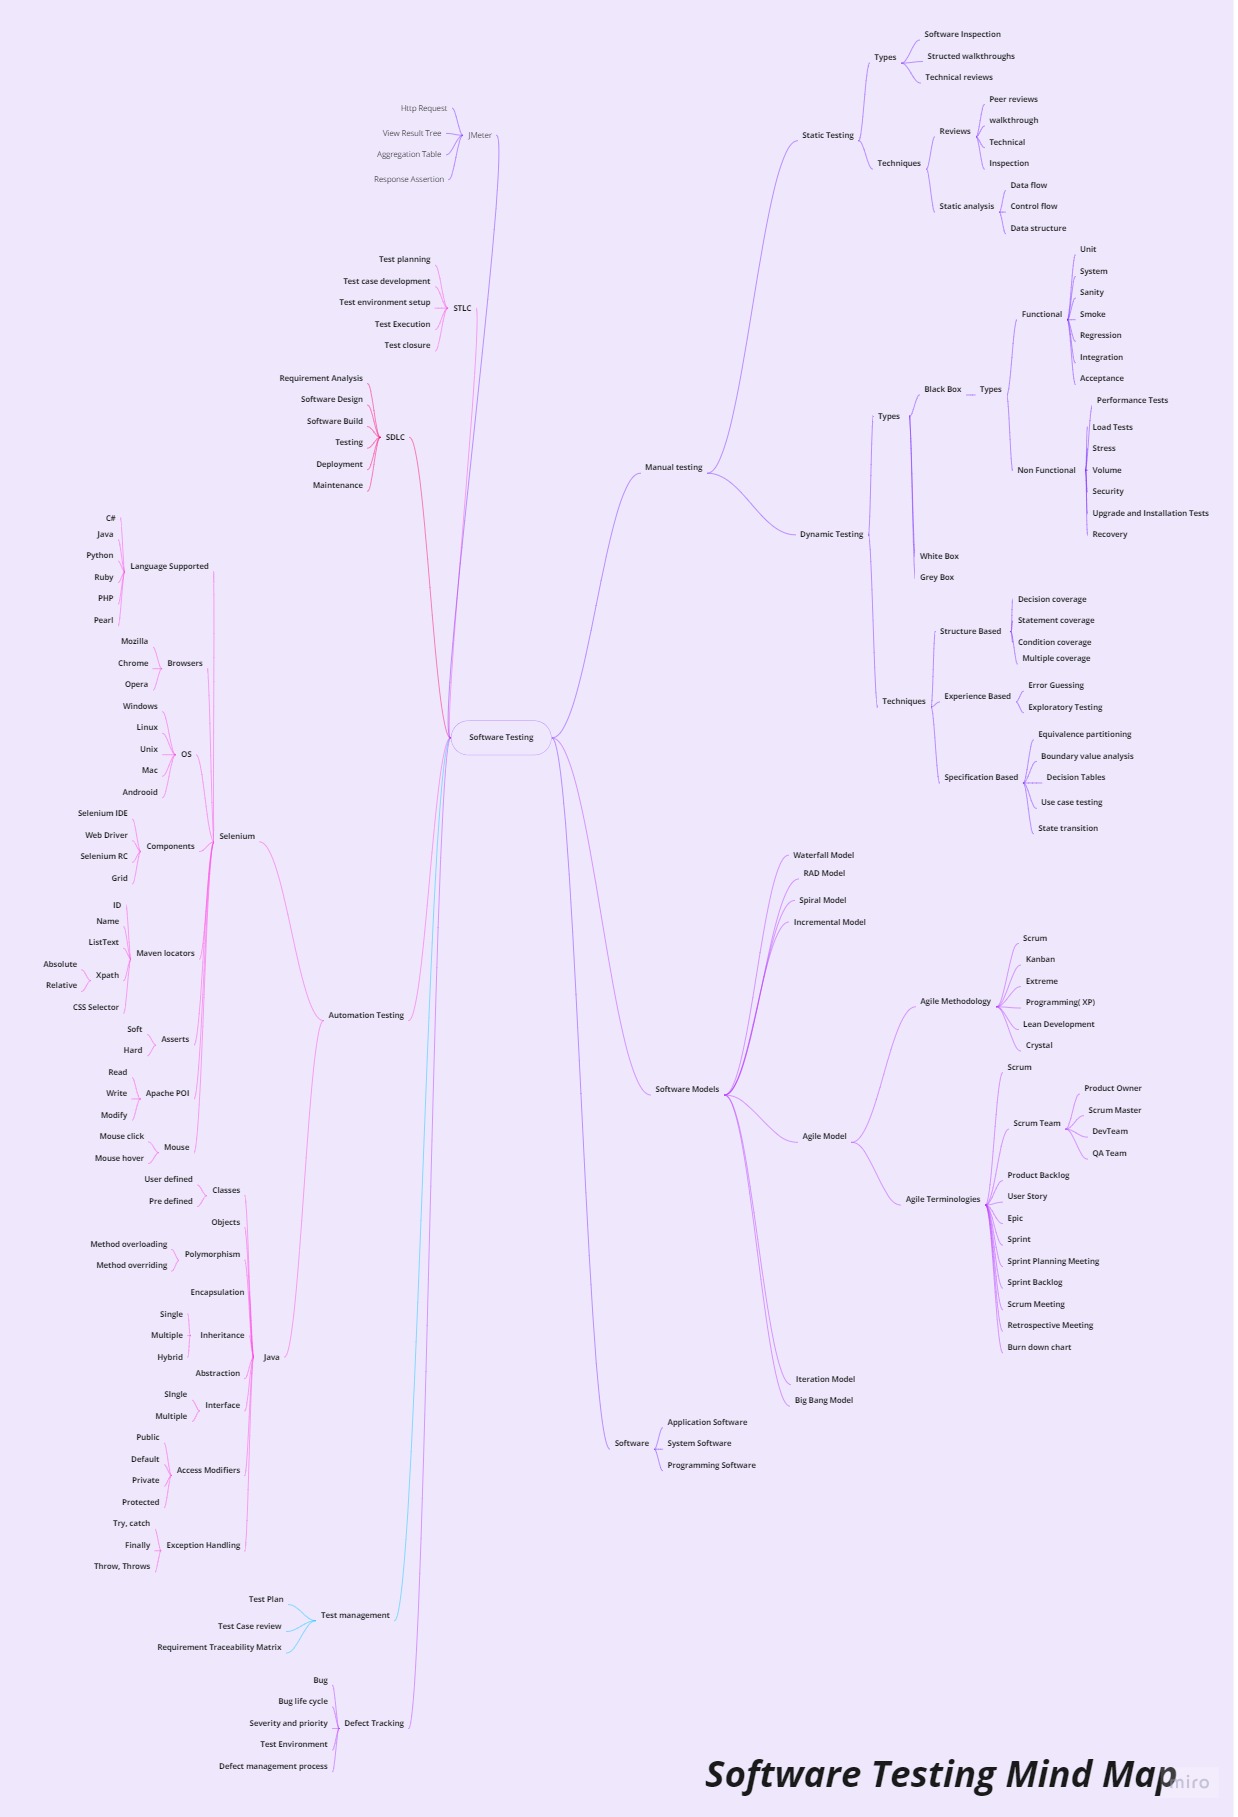 Software Testing
JMeter
Http Request
View Result Tree
Aggregation Table
Response Assertion
STLC
Test planning
Test case development
Test environment setup
Test Execution
Test closure
SDLC
Requirement Analysis
Software Design
Software Build
Testing
Deployment
Maintenance
Automation Testing
Selenium
Language Supported
C#
Java
Python
Ruby
PHP
Pearl
Browsers
Mozilla
Chrome
Opera
OS
Windows
Linux
Unix
Mac
Androoid
Components
Selenium IDE
Web Driver
Selenium RC
Grid
Maven locators
ID
Name
ListText
Xpath
Absolute
Relative
CSS Selector
Asserts
Soft
Hard
Apache POI
Read
Write
Modify
Mouse
Mouse click
Mouse hover
Java
Classes
User defined
Pre defined
Objects
Polymorphism
Method overloading
Method overriding
Encapsulation
Inheritance
Single
Multiple
Hybrid
Abstraction
Interface
SIngle
Multiple
Access Modifiers
Public
Default
Private
Protected
Exception Handling
Try, catch
Finally
Throw, Throws
Test management
Test Plan
Test Case review
Requirement Traceability Matrix
Defect Tracking
Bug
Bug life cycle
Severity and priority
Test Environment
Defect management process
Manual testing
Static Testing
Types
Software Inspection
Structed walkthroughs
Technical reviews
Techniques
Reviews
Peer reviews
walkthrough
Technical
Inspection
Static analysis
Data flow
Control flow
Data structure
Dynamic Testing
Types
Black Box
Types
Functional
Unit
System
Sanity
Smoke
Regression
Integration
Acceptance
Non Functional
Performance Tests
Load Tests
Stress
Volume
Security
Upgrade and Installation Tests
Recovery
White Box
Grey Box
Techniques
Structure Based
Decision coverage
Statement coverage
Condition coverage
Multiple coverage
Experience Based
Error Guessing
Exploratory Testing
Specification Based
Equivalence partitioning
Boundary value analysis
Decision Tables
Use case testing
State transition
Software Models
Waterfall Model
RAD Model
Spiral Model
Incremental Model
Agile Model
Agile Methodology
Scrum
Kanban
Extreme
Programming( XP)
Lean Development
Crystal
Agile Terminologies
Scrum
Scrum Team
Product Owner
Scrum Master
DevTeam
QA Team
Product Backlog
User Story
Epic
Sprint
Sprint Planning Meeting
Sprint Backlog
Scrum Meeting
Retrospective Meeting
Burn down chart
Iteration Model
Big Bang Model
Software
Application Software
System Software
Programming Software
Software Testing Mind Map
miro